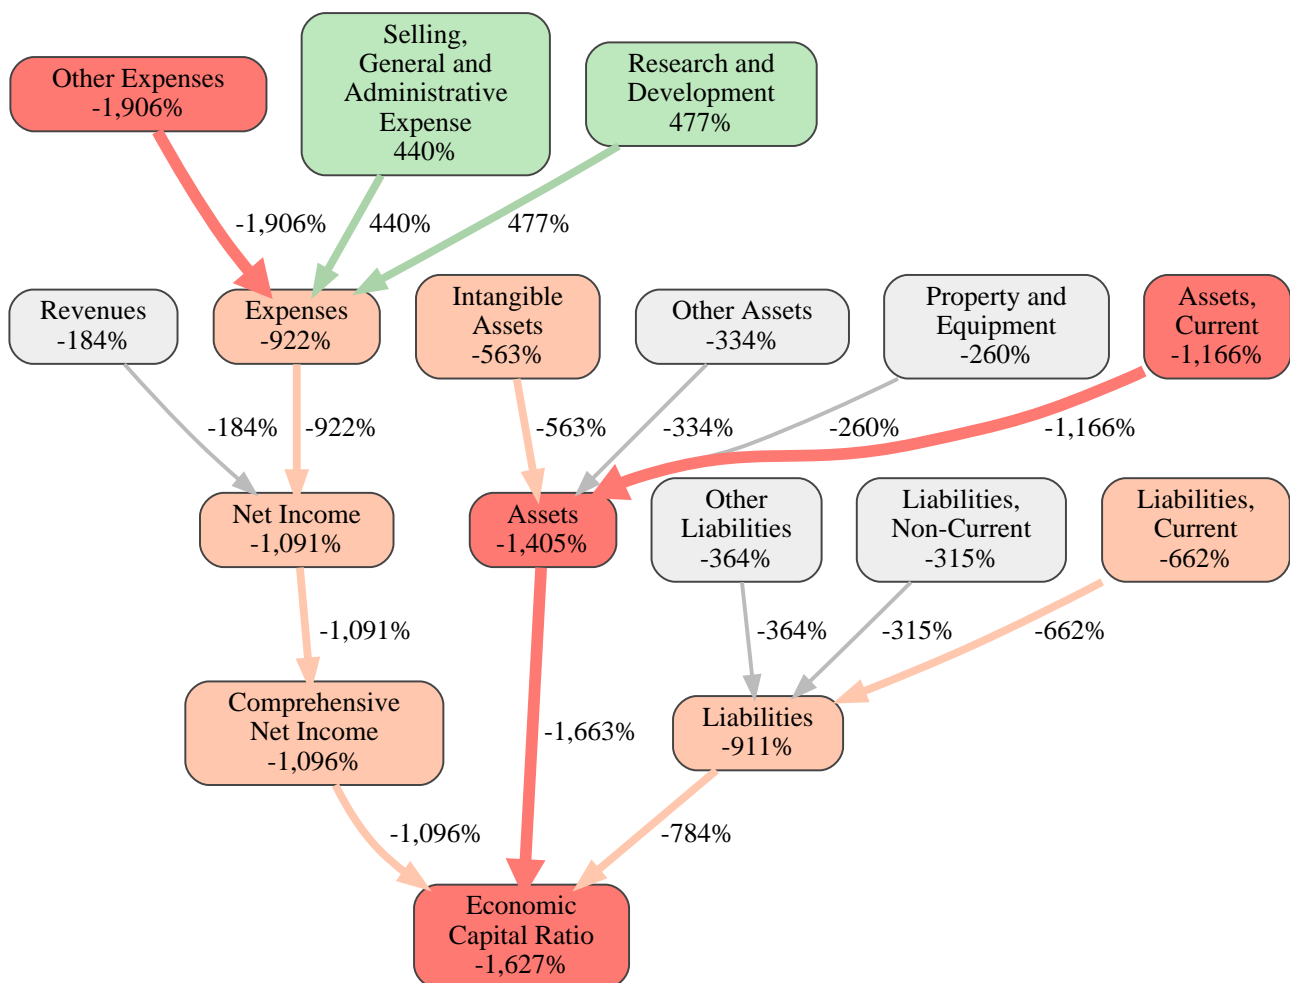 Selling,
General and
Administrative
Expense
440%
Other Expenses
-1,906%
Research and
Development
477%
-1,906%
440%
477%
Revenues
-184%
Expenses
-922%
Intangible
Assets
-563%
Other Assets
-334%
Property and
Equipment
-260%
Assets,
Current
-1,166%
-184%
-922%
-563%
-334%
-260%
-1,166%
Net Income
-1,091%
Assets
-1,405%
Other
Liabilities
-364%
Liabilities,
Non-Current
-315%
Liabilities,
Current
-662%
-1,091%
-364%
-315%
-662%
Comprehensive
Net Income
-1,096%
-1,663%
Liabilities
-911%
-1,096%
-784%
Economic
Capital Ratio
-1,627%